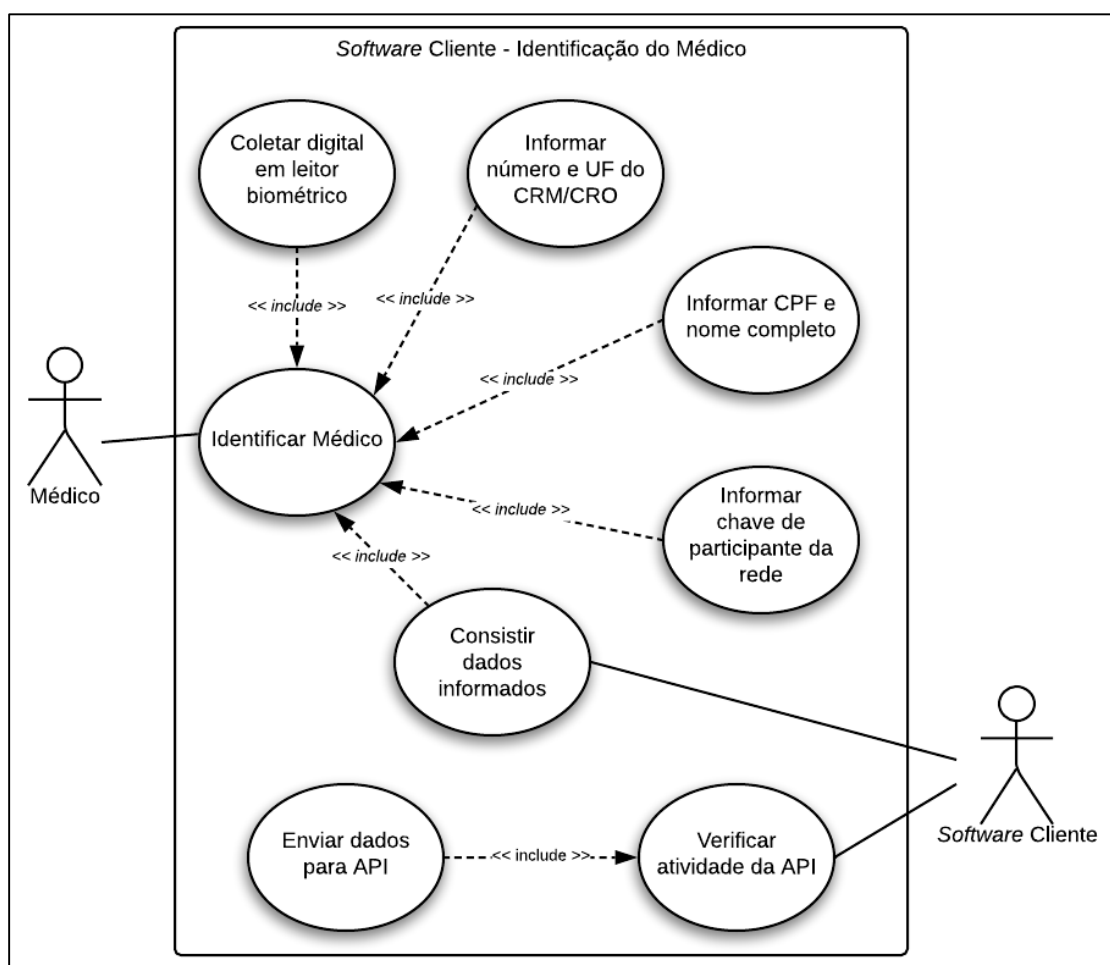 Software Cliente - Identificação do Médico
Coletar digital
em leitor
biométrico
Informar
número e UF do
CRM/CRO
<< include >>
<< include >>
Informar CPF e
nome completo
<< include >>
Identificar Médico
Médico
<< include >>
Informar
chave de
participante da
rede
<< include >>
Consistir
dados
informados
Enviar dados
para API
<< include >>
Verificar
atividade da API
Software Cliente